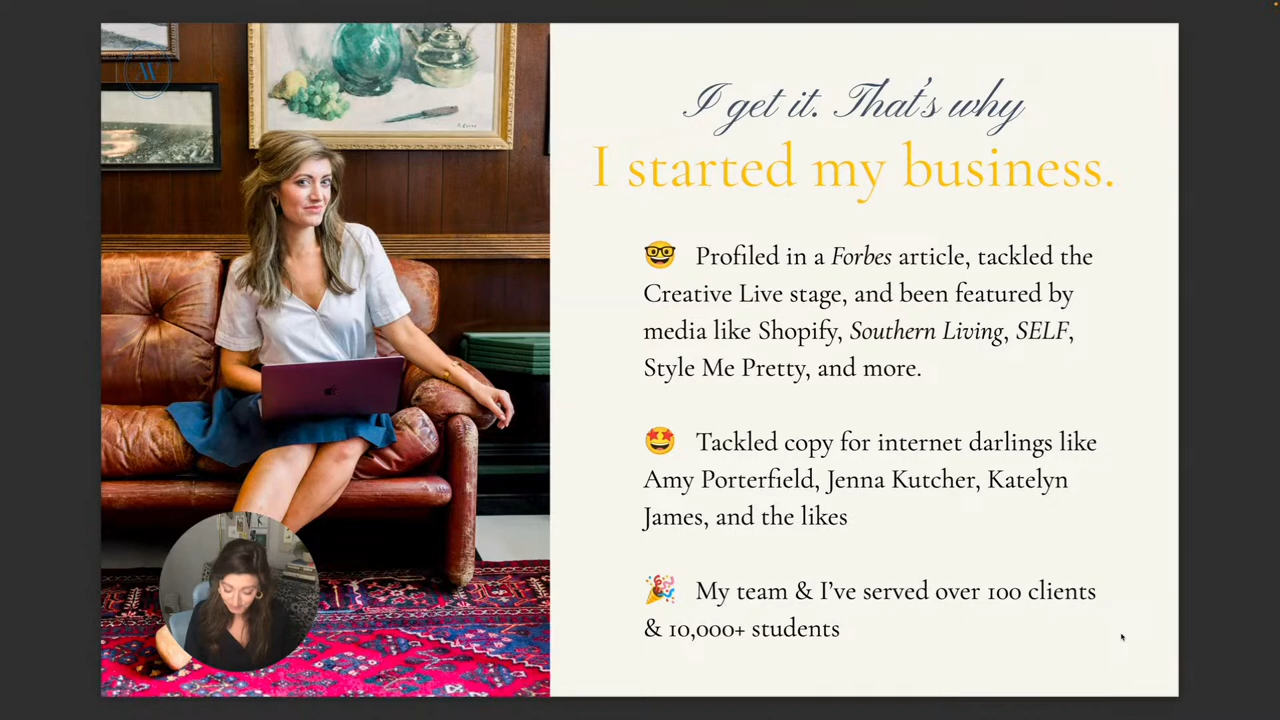 I get it. That's why
I started my business.
🤓 Profiled in a Forbes article, tackled the
Creative Live stage, and been featured by
media like Shopify, Southern Living, SELF,
Style Me Pretty, and more.
🤩 Tackled copy for internet darlings like
Amy Porterfield, Jenna Kutcher, Katelyn
James, and the likes
🎉 My team & I've served over 100 clients
& 10,000+ students